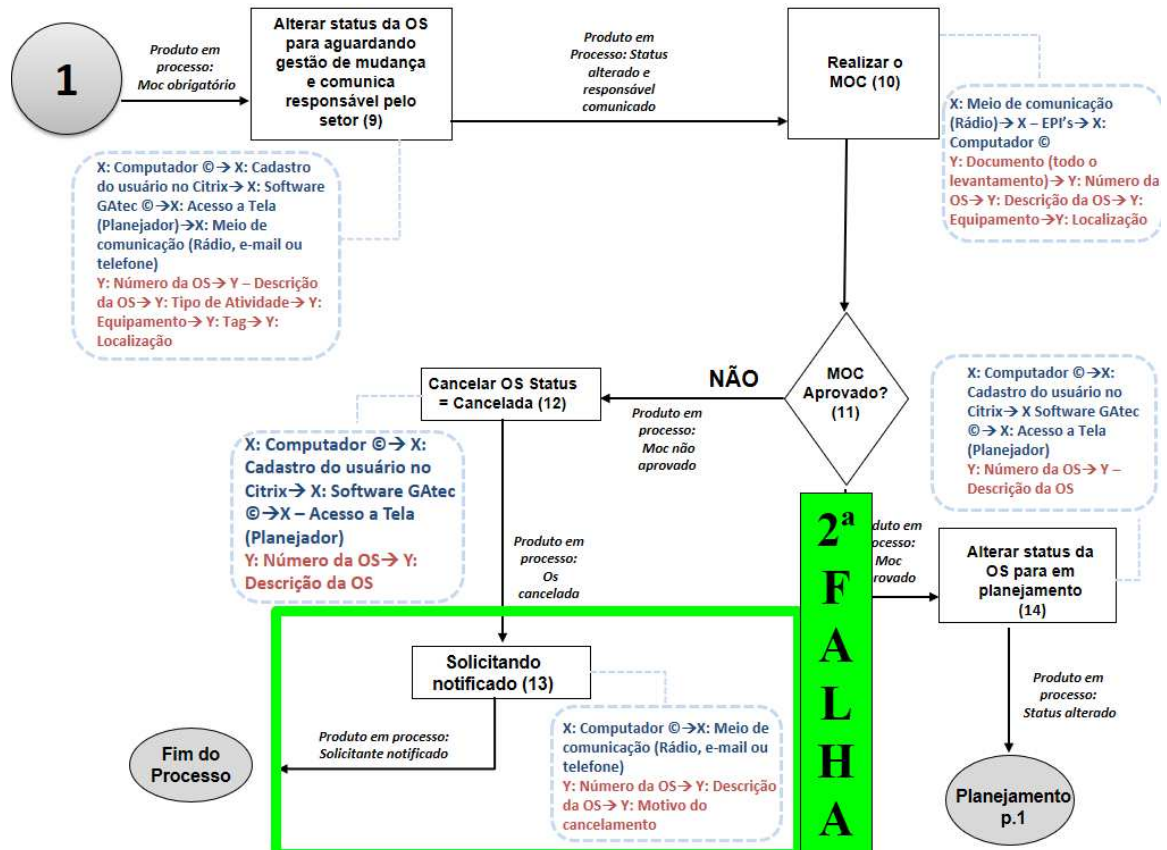 1
Produto em
processo:
Moc obrigatório
Alterar status da OS
para aguardando
gestão de mudança
e comunica
responsável pelo
setor (9)
Produto em
Processo: Status
alterado e
responsável
comunicado
Realizar o
MOC (10)
X: Computador ©→ X: Cadastro
do usuário no Citrix→ X: Software
GAtec ©→X: Acesso a Tela
(Planejador)→X: Meio de
comunicação (Rádio, e-mail ou
telefone)
Y: Número da OS→ Y – Descrição
da OS→ Y: Tipo de Atividade→ Y:
Equipamento→ Y: Tag→ Y:
Localização
X: Meio de comunicação
(Rádio)→ X – EPI's→ X:
Computador ©
Y: Documento (todo o
levantamento)→ Y: Número da
OS→ Y: Descrição da OS→ Y:
Equipamento→Y: Localização
MOC
Aprovado?
(11)
NÃO
Produto em
processo:
Moc não
aprovado
Cancelar OS Status
= Cancelada (12)
X: Computador ©→ X:
Cadastro do usuário no
Citrix→ X: Software GAtec
©→X – Acesso a Tela
(Planejador)
Y: Número da OS→ Y:
Descrição da OS
X: Computador ©→X:
Cadastro do usuário no
Citrix→ X Software GAtec
©→ X: Acesso a Tela
(Planejador)
Y: Número da OS→ Y –
Descrição da OS
2ª
F
A
L
H
A
duto em
cesso:
Moc
rovado
Alterar status da
OS para em
planejamento
(14)
Produto em
processo:
Os
cancelada
Solicitando
notificado (13)
X: Computador ©→X: Meio de
comunicação (Rádio, e-mail ou
telefone)
Y: Número da OS→ Y: Descrição
da OS→ Y: Motivo do
cancelamento
Produto em processo:
Solicitante notificado
Fim do
Processo
Produto em
processo:
Status alterado
Planejamento
p.1